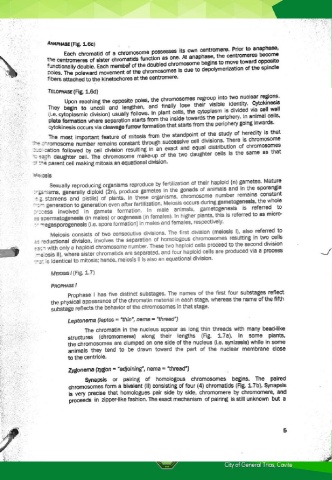 ANAPHASE (Fig. 1.6c)
Each chromatid of a chromosome possesses its own centromere. Prior to anaphase,
the centromeres of sister chromatids function as one. At anaphase, the centromeres become
functionally double. Each member of the doubled chromosome begins to move toward opposite
poles. The poleward movement of the chromosomes is due to depolymerization of the spindle
fibers attached to the kinetochores at the centromere.
TELOPHASE (Fig. 1.6d)
Upon reaching the opposite poles, the chromosomes regroup into two nuclear regions.
They begin to uncoil and lengthen, and finally lose their visible identity. Cytokinesis
(i.e. cytoplasmic division) usually follows. In plant cells, the cytoplasm is divided via cell wall
plate formation where separation starts from the inside towards the periphery. In animal cells,
cytokinesis occurs via cleavage furrow formation that starts from the periphery going inwards.
The most important feature of mitosis from the standpoint of the study of heredity is that
the chromosome number remains constant through successive cell divisions. There is chromosome
duplication followed by cell division resulting in an exact and equal distribution of chromosomes
to each daughter cell. The chromosome make-up of the two daughter cells is the same as that
of the parent cell making mitosis an equational division.
Meiosis
Sexually reproducing organisms reproduce by fertilization of their haploid (n) gametes. Mature
organisms, generally diploid (2n), produce gametes in the gonads of animals and in the sporangia
(e.g. stamens and pistils) of plants. In these organisms, chromosome number remains constant
from generation to generation even after fertilization. Meiosis occurs during gametogenesis, the whole
process involved in gamete formation. In male animals, gametogenesis is referred to
as spermatogenesis (in males) or oogenesis (in females). In higher plants, this is referred to as micro-
or megasporogenesis (i.e. spore formation) in males and females, respectively.
Meiosis consists of two consecutive divisions. The first division (meiosis I), also referred to
as reductional division, involves the separation of homologous chromosomes resulting in two cells
each with only a haploid chromosome number. These two haploid cells proceed to the second division
(meiosis II), where sister chromatids are separated, and four haploid cells are produced via a process
that is identical to mitosis; hence, meiosis II is also an equational division.
MEIOSIS I (Fig. 1.7)
PROPHASE I
Prophase I has five distinct substages. The names of the first four substages reflect
the physical appearance of the chromatin material in each stage, whereas the name of the fifth
substage reflects the behavior of the chromosomes in that stage.
Leptonema (leptos = "thin", nema = "thread")
The chromatin in the nucleus appear as long thin threads with many bead-like
structures (chromomeres) along their lengths (Fig. 1.7a). In some plants,
the chromosomes are clumped on one side of the nucleus (i.e. synizesis) while in some
animals they tend to be drawn toward the part of the nuclear membrane close
to the centriole.
Zygonema (zygon = "adjoining", nema = "thread")
Synapsis or pairing of homologous chromosomes begins. The paired
chromosomes form a bivalent (II) consisting of four (4) chromatids (Fig. 1.7b). Synapsis
is very precise that homologues pair side by side, chromomere by chromomere, and
proceeds in zipper-like fashion. The exact mechanism of pairing is still unknown but a
5
City of General Trias, Cavite